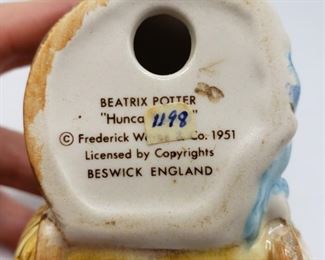 BEATRIX POTTER
"Hunca 1198 "
© Frederick W & Co. 1951
Licensed by Copyrights
BESWICK ENGLAND